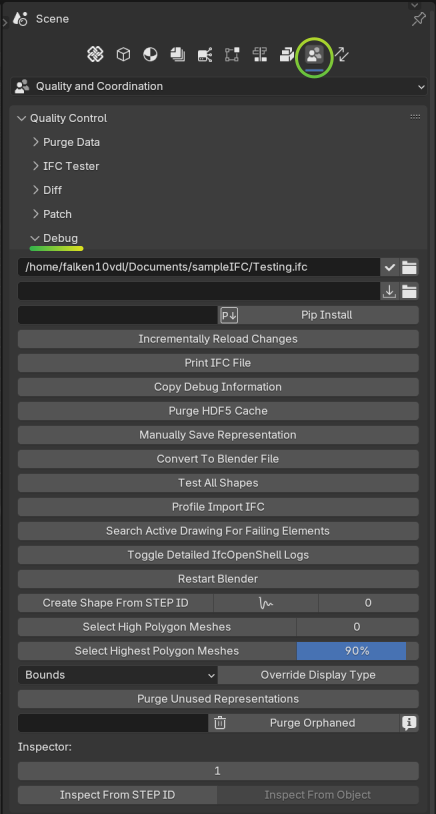 Scene
Quality and Coordination
Quality Control
Purge Data
IFC Tester
Diff
Patch
Debug
/home/falken10vdl/Documents/sampleIFC/Testing.ifc
P Pip Install
Incrementally Reload Changes
Print IFC File
Copy Debug Information
Purge HDF5 Cache
Manually Save Representation
Convert To Blender File
Test All Shapes
Profile Import IFC
Search Active Drawing For Failing Elements
Toggle Detailed IfcOpenShell Logs
Restart Blender
Create Shape From STEP ID 0
Select High Polygon Meshes 0
Select Highest Polygon Meshes 90%
Bounds Override Display Type
Purge Unused Representations
Purge Orphaned
Inspector:
1
Inspect From STEP ID Inspect From Object